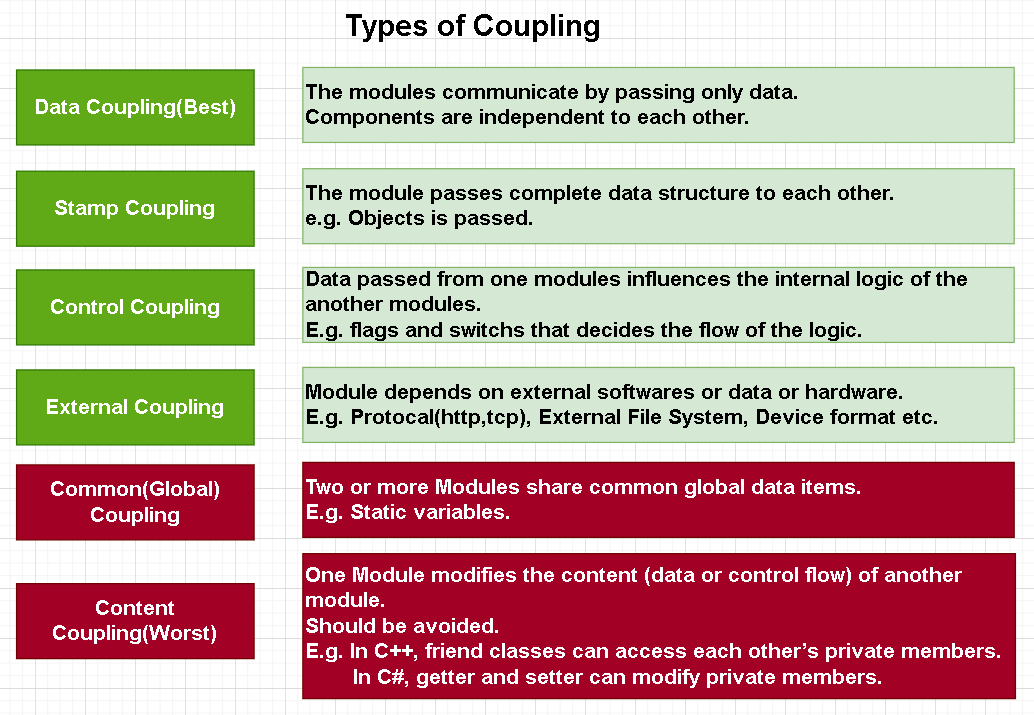 Types of Coupling
Data Coupling(Best)
The modules communicate by passing only data.
Components are independent to each other.
Stamp Coupling
The module passes complete data structure to each other.
e.g. Objects is passed.
Control Coupling
Data passed from one modules influences the internal logic of the
another modules.
E.g. flags and switchs that decides the flow of the logic.
External Coupling
Module depends on external softwares or data or hardware.
E.g. Protocal(http,tcp), External File System, Device format etc.
Common(Global)
Coupling
Two or more Modules share common global data items.
E.g. Static variables.
Content
Coupling(Worst)
One Module modifies the content (data or control flow) of another
module.
Should be avoided.
E.g. In C++, friend classes can access each other’s private members.
In C#, getter and setter can modify private members.